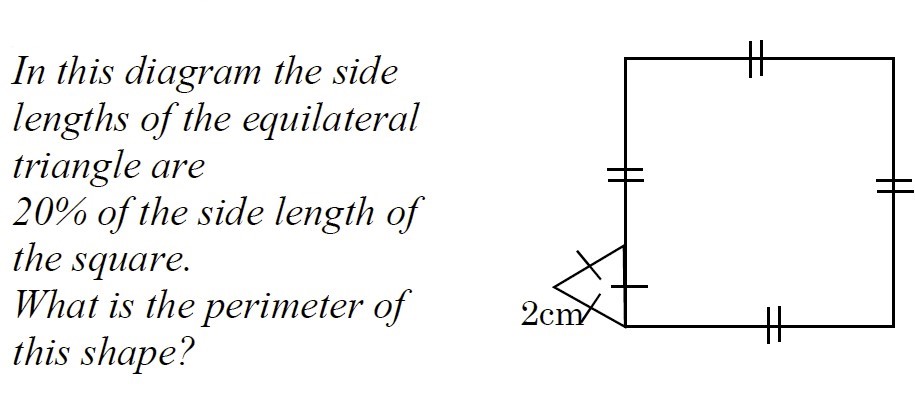 In this diagram the side
lengths of the equilateral
triangle are
20% of the side length of
the square.
What is the perimeter of
this shape?
2cm